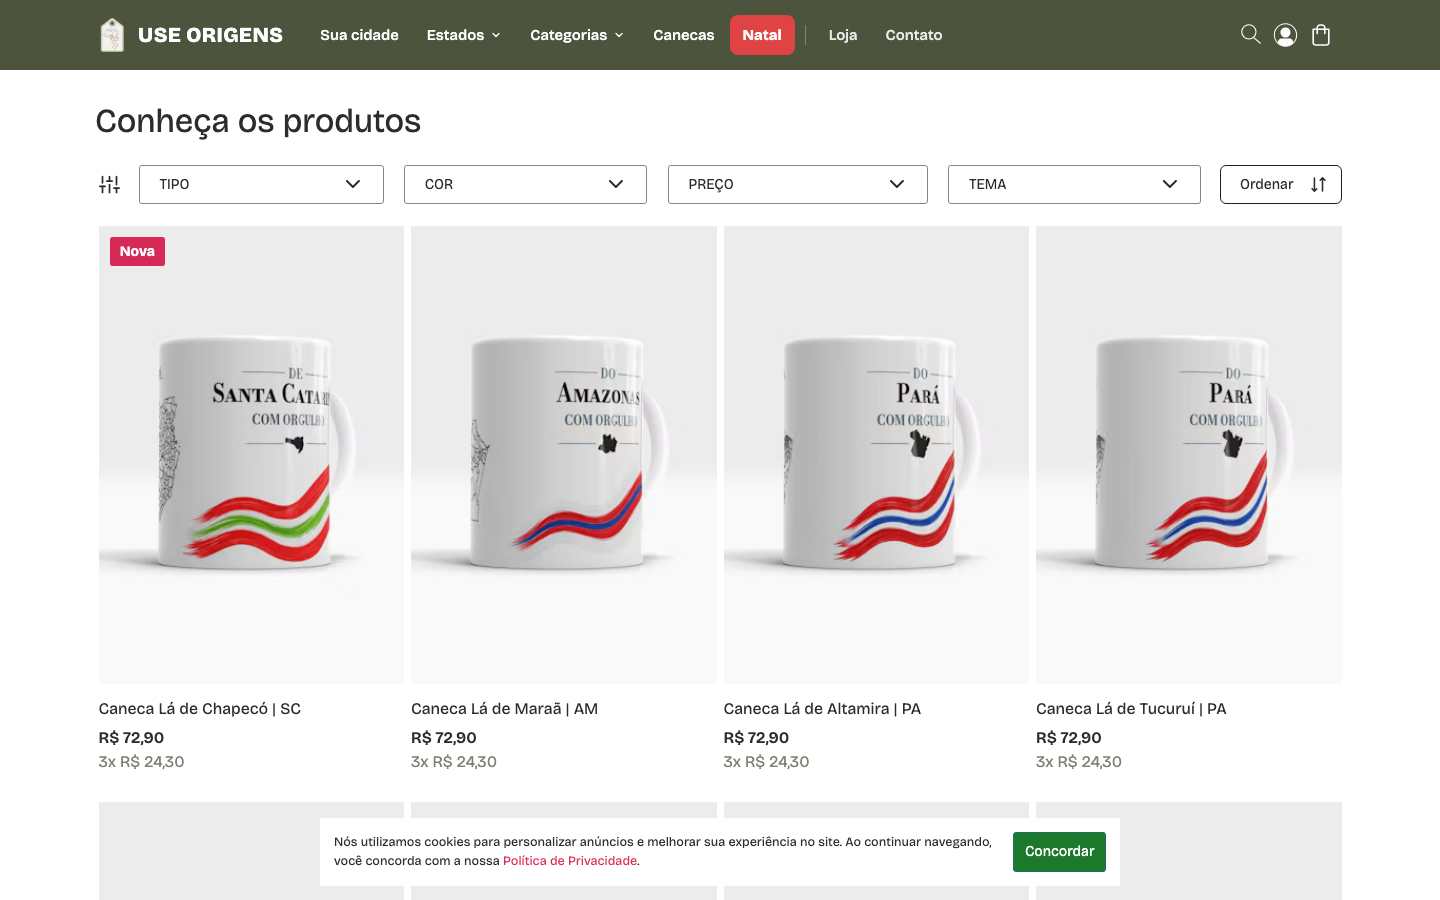 USE ORIGENS
Sua cidade
Estados
Categorias
Canecas
Natal
Loja
Contato
Conheça os produtos
TIPO
COR
PREÇO
TEMA
Ordenar
Nova
DE
SANTA CATARI
COM ORGULHO
DO
AMAZONAS
COM ORGULHO
DO
PARÁ
COM ORGULHO
DO
PARÁ
COM ORGULHO
Caneca Lá de Chapecó | SC
R$ 72,90
3x R$ 24,30
Caneca Lá de Maraã | AM
R$ 72,90
3x R$ 24,30
Caneca Lá de Altamira | PA
R$ 72,90
3x R$ 24,30
Caneca Lá de Tucuruí | PA
R$ 72,90
3x R$ 24,30
Nós utilizamos cookies para personalizar anúncios e melhorar sua experiência no site. Ao continuar navegando,
você concorda com a nossa Política de Privacidade.
Concordar